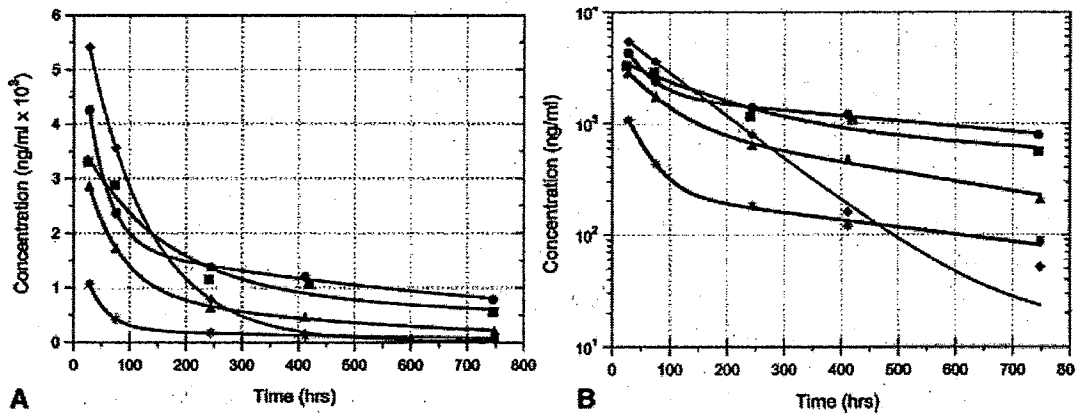 6
5
4
3
2
1
0
0 100 200 300 400 500 600 700 800
Concentration (ng/ml x 10³)
Time (hrs)
A
10⁴
10³
10²
10¹
0 100 200 300 400 500 600 700 80
Concentration (ng/ml)
Time (hrs)
B